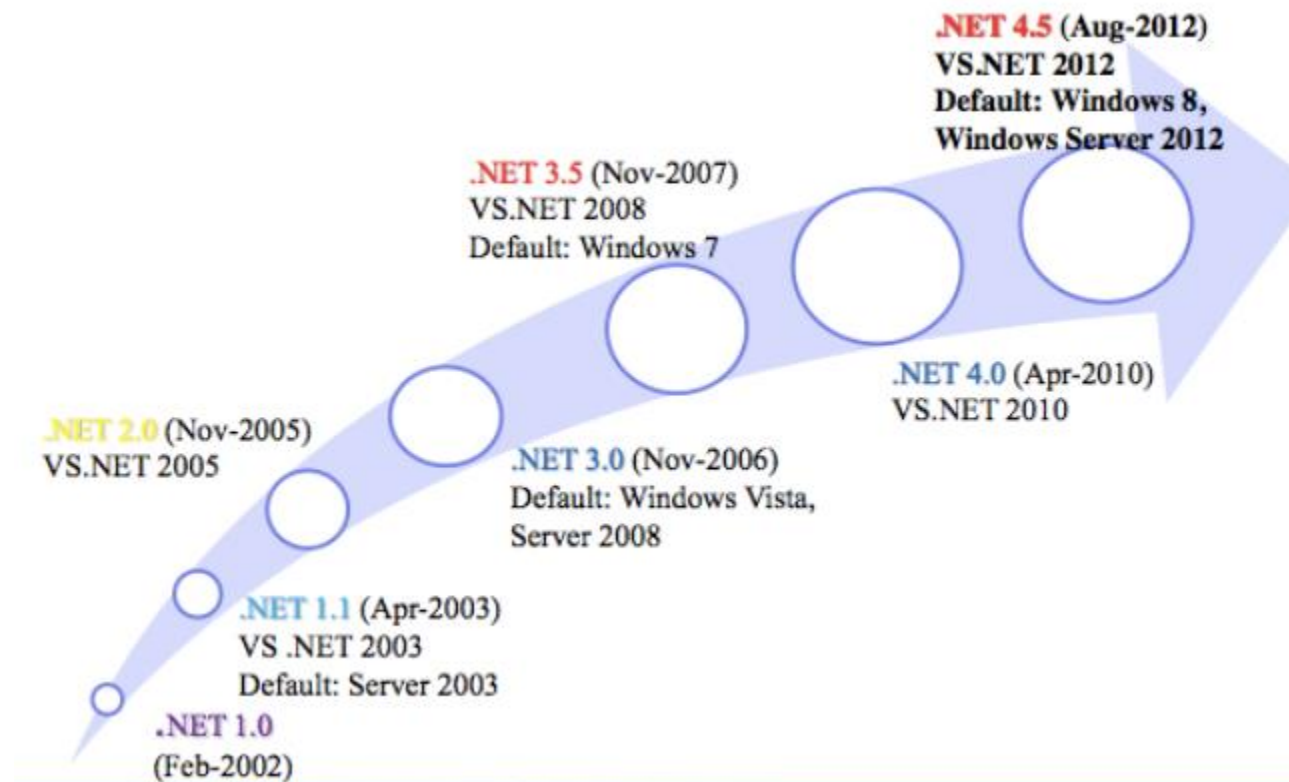 .NET 4.5 (Aug-2012)
VS.NET 2012
Default: Windows 8,
Windows Server 2012
.NET 3.5 (Nov-2007)
VS.NET 2008
Default: Windows 7
.NET 4.0 (Apr-2010)
VS.NET 2010
.NET 2.0 (Nov-2005)
VS.NET 2005
.NET 3.0 (Nov-2006)
Default: Windows Vista,
Server 2008
.NET 1.1 (Apr-2003)
VS .NET 2003
Default: Server 2003
.NET 1.0
(Feb-2002)